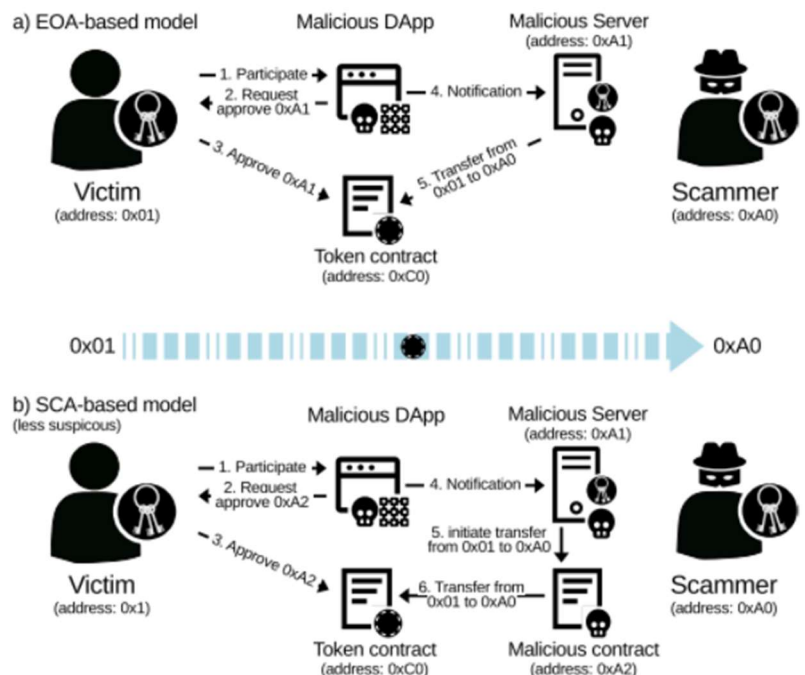 a) EOA-based model
Malicious DApp
Malicious Server
(address: 0xA1)
1. Participate
2. Request
approve 0xA1
4. Notification
3. Approve 0xA1
5. Transfer from
0x01 to 0xA0
Victim
(address: 0x01)
Scammer
(address: 0xA0)
Token contract
(address: 0xC0)
0x01
0xA0
b) SCA-based model
(less suspicous)
Malicious DApp
Malicious Server
(address: 0xA1)
1. Participate
2. Request
approve 0xA2
4. Notification
3. Approve 0xA2
5. initiate transfer
from 0x01 to 0xA0
6. Transfer from
0x01 to 0xA0
Victim
(address: 0x1)
Scammer
(address: 0xA0)
Token contract
(address: 0xC0)
Malicious contract
(address: 0xA2)